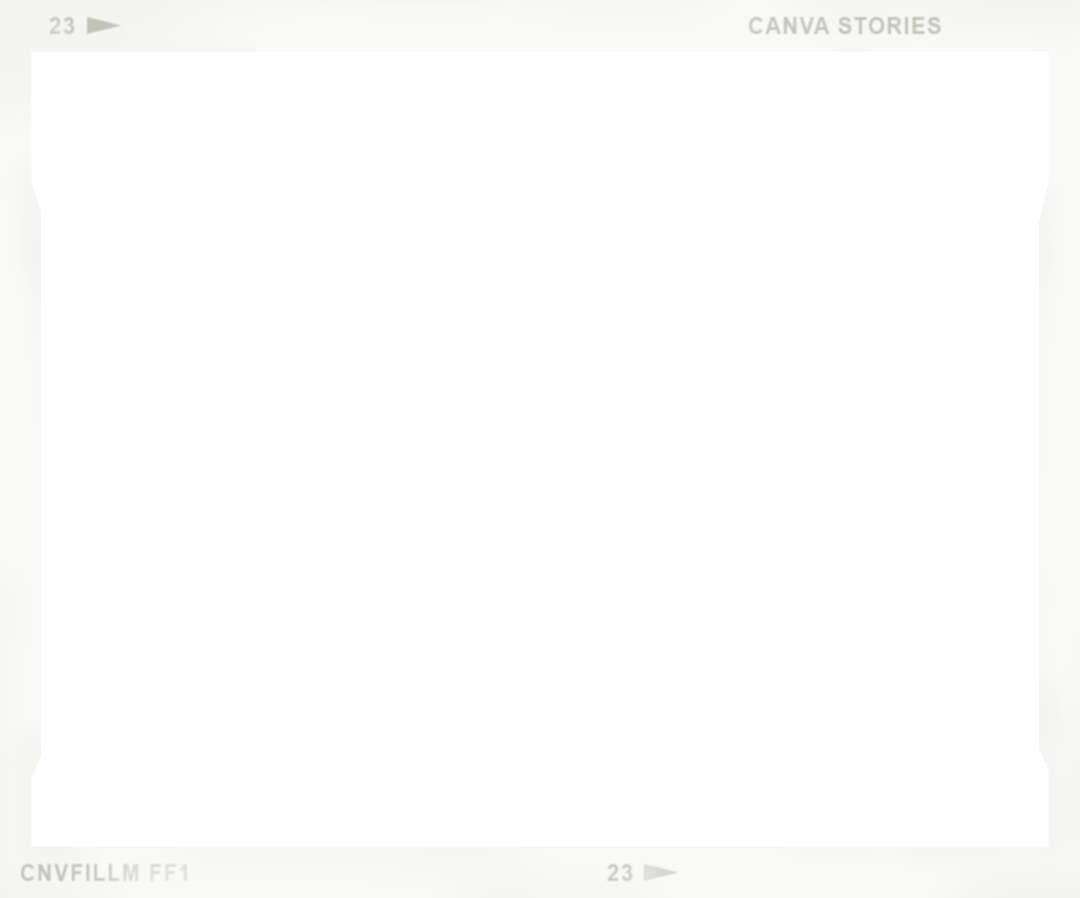 23 ►
CANVA STORIES
CNVFILLM FF1
23 ►